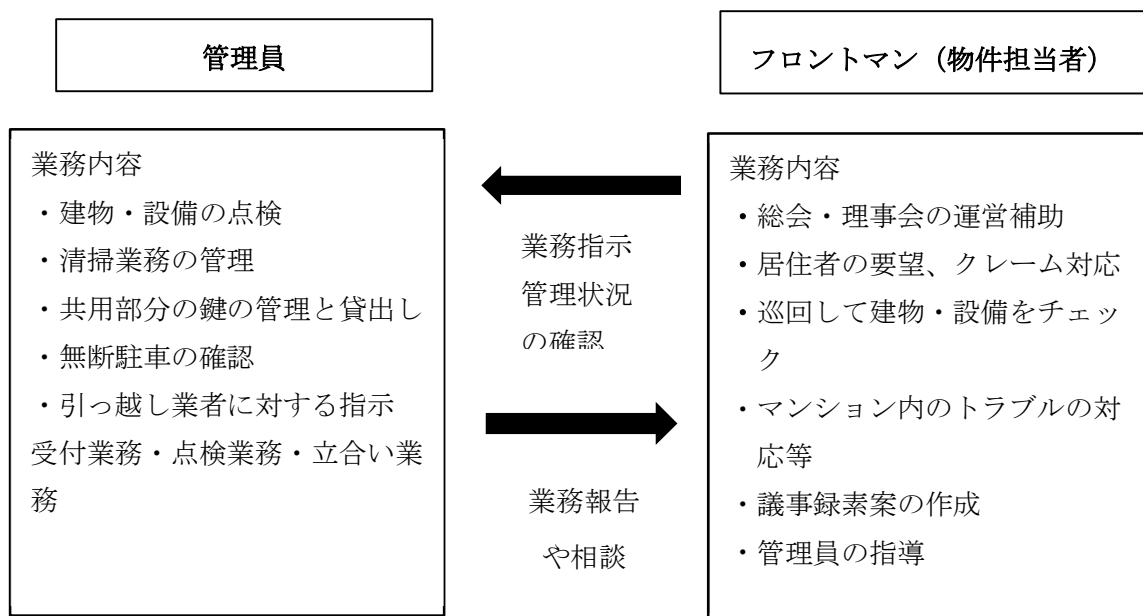 管理員
業務内容
・建物・設備の点検
・清掃業務の管理
・共用部分の鍵の管理と貸出し
・無断駐車の確認
・引っ越し業者に対する指示
受付業務・点検業務・立合い業
務
業務指示
管理状況
の確認
業務報告
や相談
フロントマン（物件担当者）
業務内容
・総会・理事会の運営補助
・居住者の要望、クレーム対応
・巡回して建物・設備をチェッ
ク
・マンション内のトラブルの対
応等
・議事録素案の作成
・管理員の指導